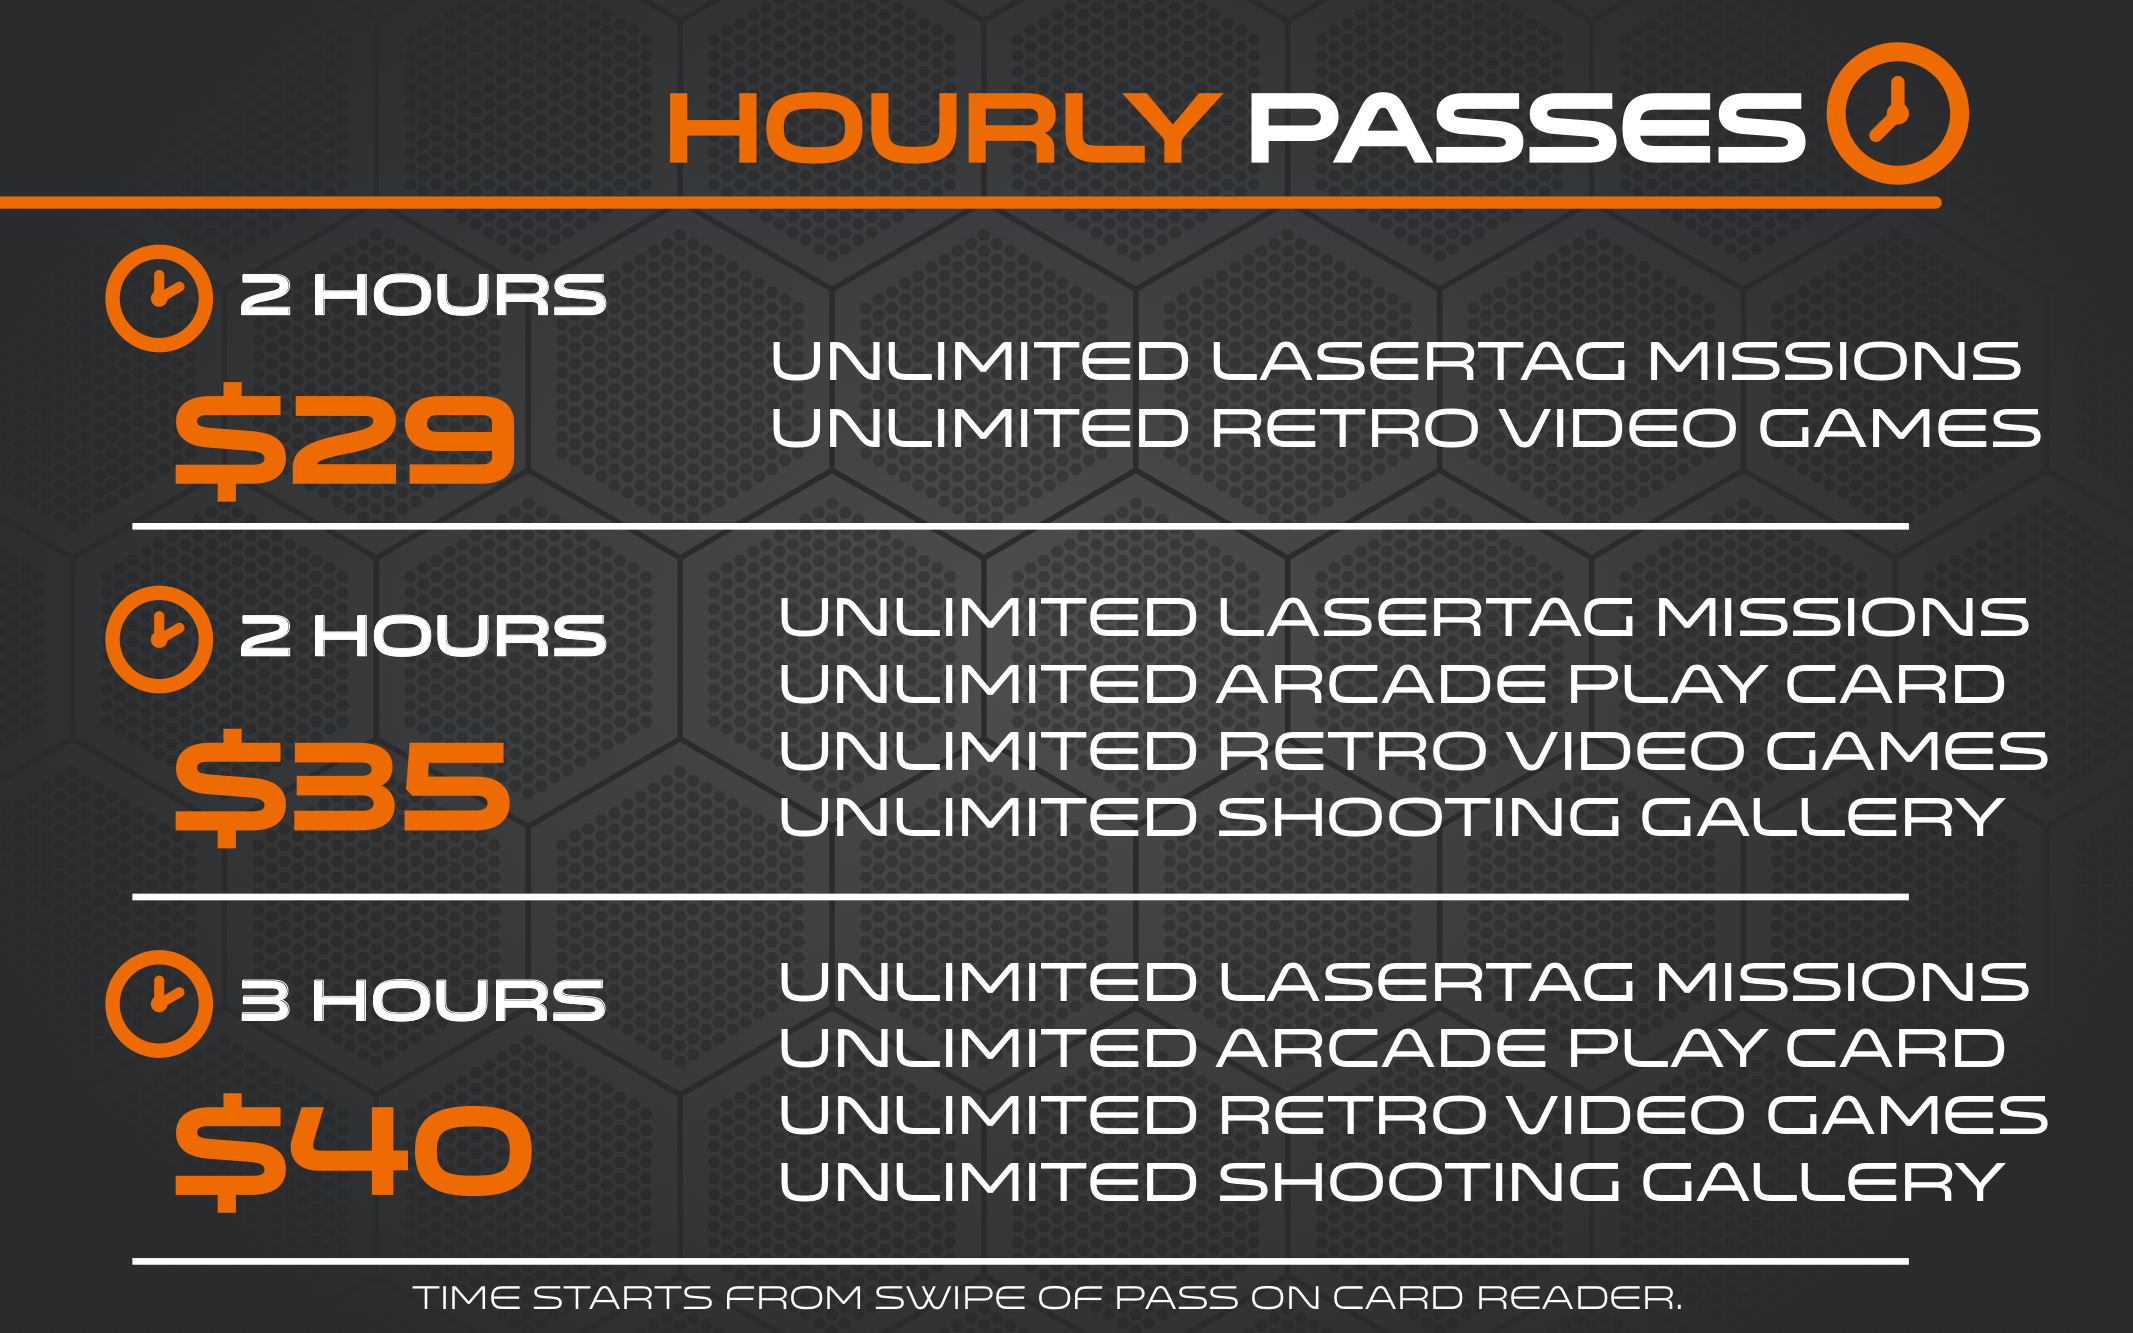 HOURLY PASSES
2 HOURS
$29
UNLIMITED LASERTAG MISSIONS
UNLIMITED RETRO VIDEO GAMES
2 HOURS
$35
UNLIMITED LASERTAG MISSIONS
UNLIMITED ARCADE PLAY CARD
UNLIMITED RETRO VIDEO GAMES
UNLIMITED SHOOTING GALLERY
3 HOURS
$40
UNLIMITED LASERTAG MISSIONS
UNLIMITED ARCADE PLAY CARD
UNLIMITED RETRO VIDEO GAMES
UNLIMITED SHOOTING GALLERY
TIME STARTS FROM SWIPE OF PASS ON CARD READER.